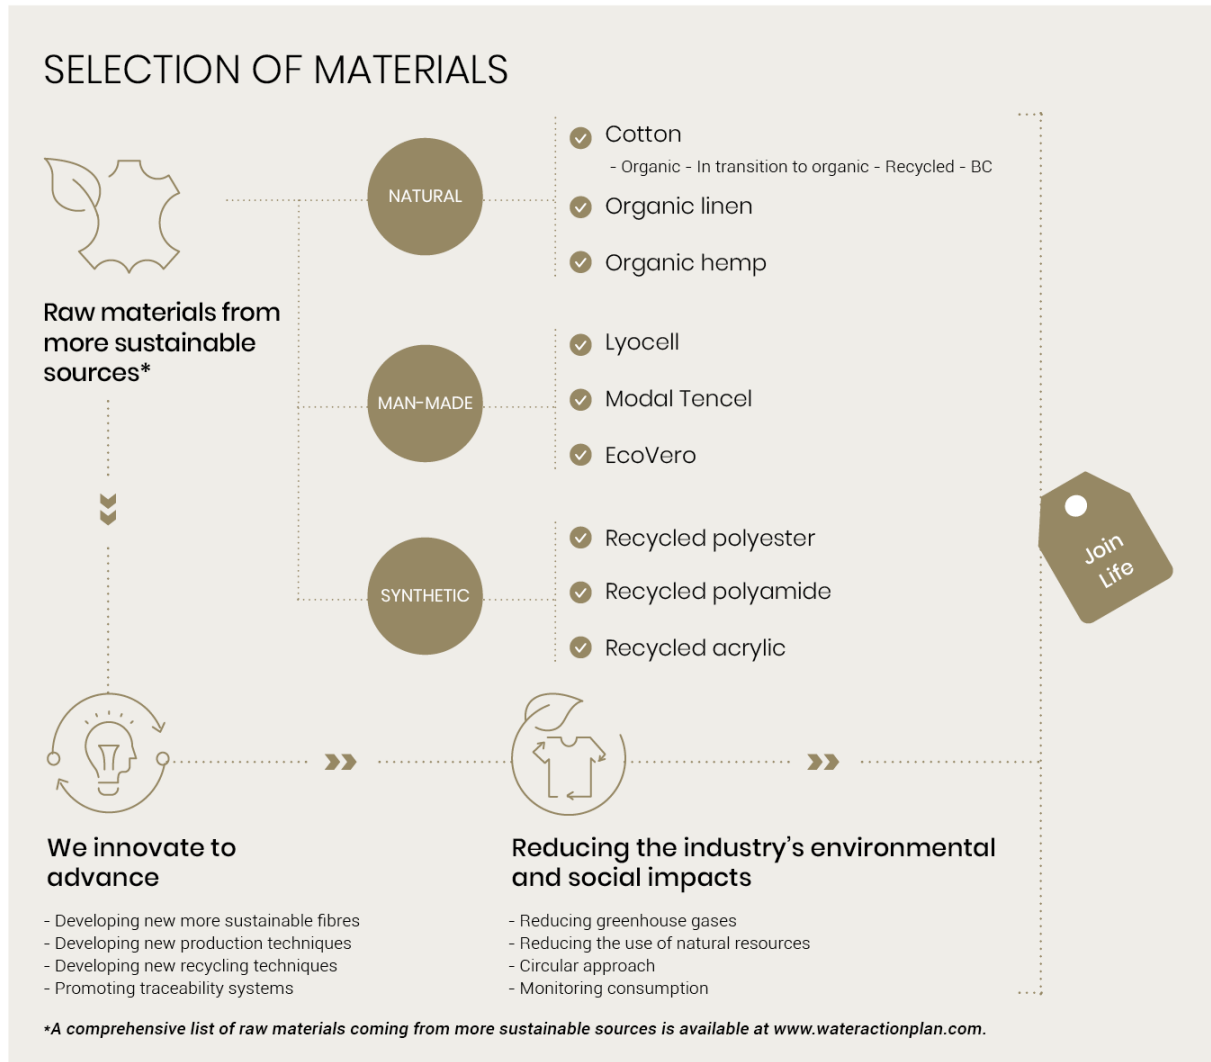 SELECTION OF MATERIALS
Raw materials from
more sustainable
sources*
NATURAL
Cotton
- Organic - In transition to organic - Recycled - BC
Organic linen
Organic hemp
MAN-MADE
Lyocell
Modal Tencel
EcoVero
SYNTHETIC
Recycled polyester
Recycled polyamide
Recycled acrylic
Join
Life
We innovate to
advance
- Developing new more sustainable fibres
- Developing new production techniques
- Developing new recycling techniques
- Promoting traceability systems
Reducing the industry's environmental
and social impacts
- Reducing greenhouse gases
- Reducing the use of natural resources
- Circular approach
- Monitoring consumption
*A comprehensive list of raw materials coming from more sustainable sources is available at www.wateractionplan.com.